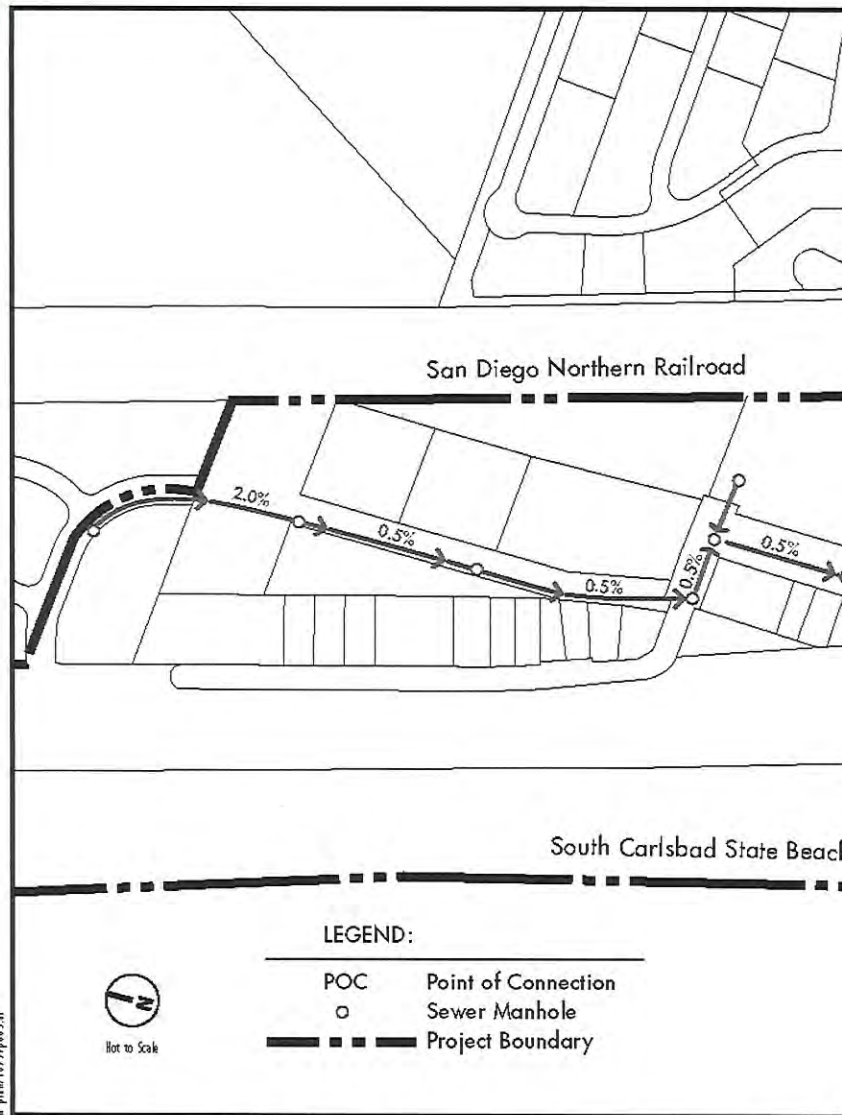 San Diego Northern Railroad
2.0%
0.5%
0.5%
0.5%
0.5%
South Carlsbad State Beach
LEGEND:
POC Point of Connection
Sewer Manhole
Project Boundary
N
Not to Scale